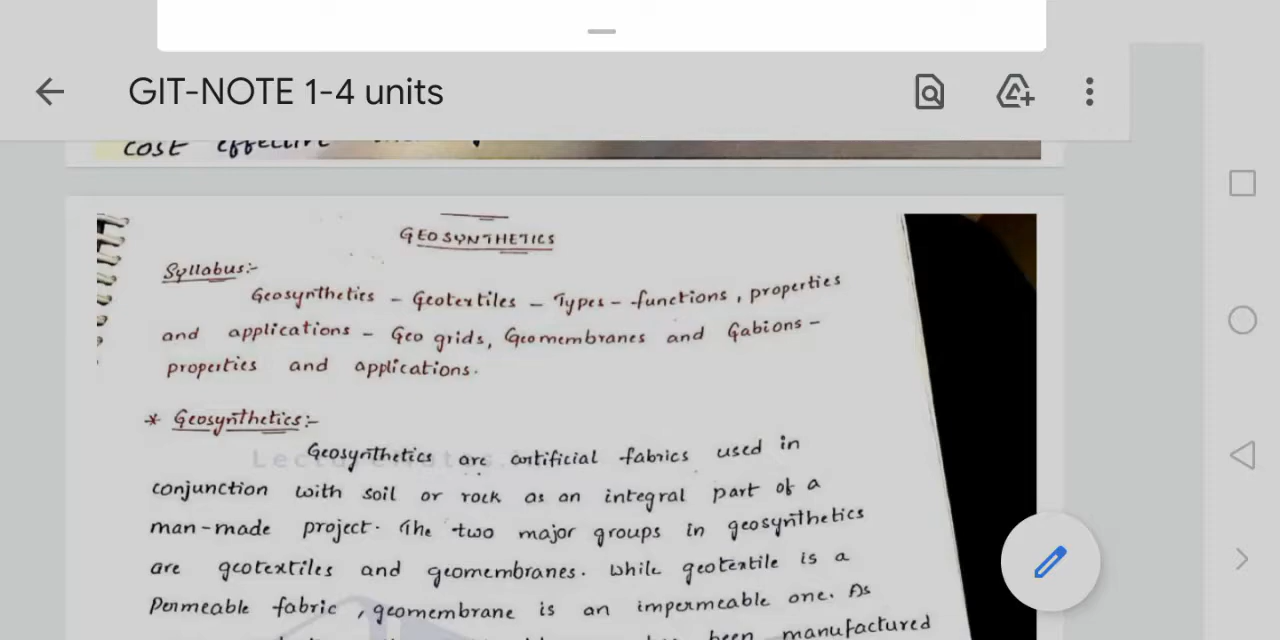 GIT-NOTE 1-4 units
cost effective
GEOSYNTHETICS
Syllabus:-
Geosynthetics - Geotextiles - Types - functions, properties
and applications - Geo grids, Geomembranes and Gabions -
properties and applications.
* Geosynthetics:-
Geosynthetics are artificial fabrics used in
conjunction with soil or rock as an integral part of a
man-made project. The two major groups in geosynthetics
are geotextiles and geomembranes. While geotextile is a
Permeable fabric, geomembrane is an impermeable one. As
been manufactured